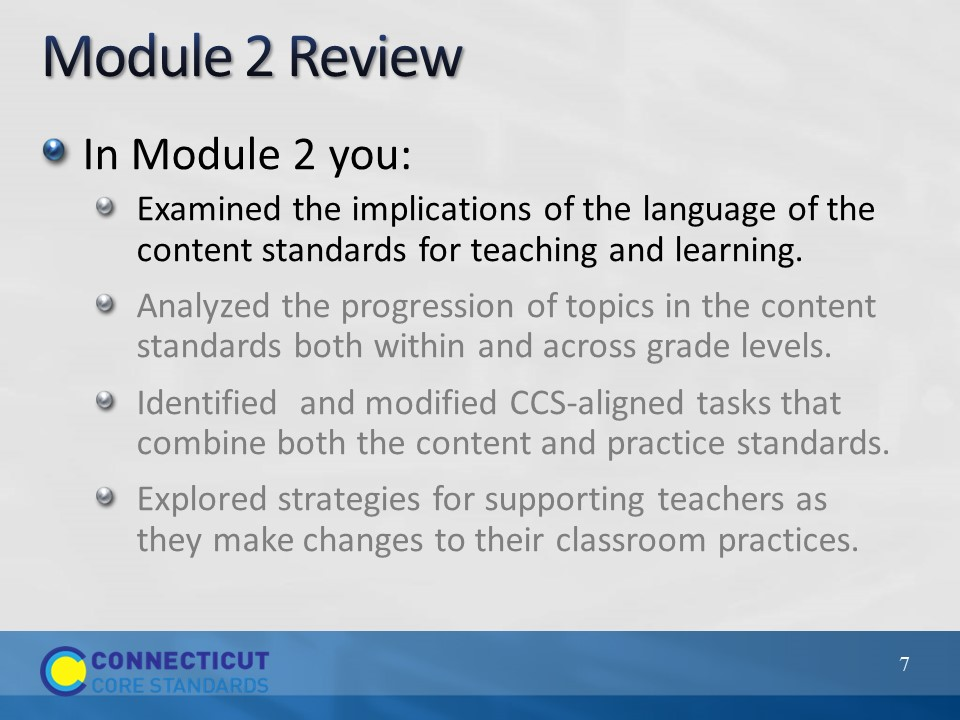 Module 2 Review
In Module 2 you:
Examined the implications of the language of the
content standards for teaching and learning.
Analyzed the progression of topics in the content
standards both within and across grade levels.
Identified  and modified CCS-aligned tasks that
combine both the content and practice standards.
Explored strategies for supporting teachers as
they make changes to their classroom practices.
CONNECTICUT
CORE STANDARDS
7